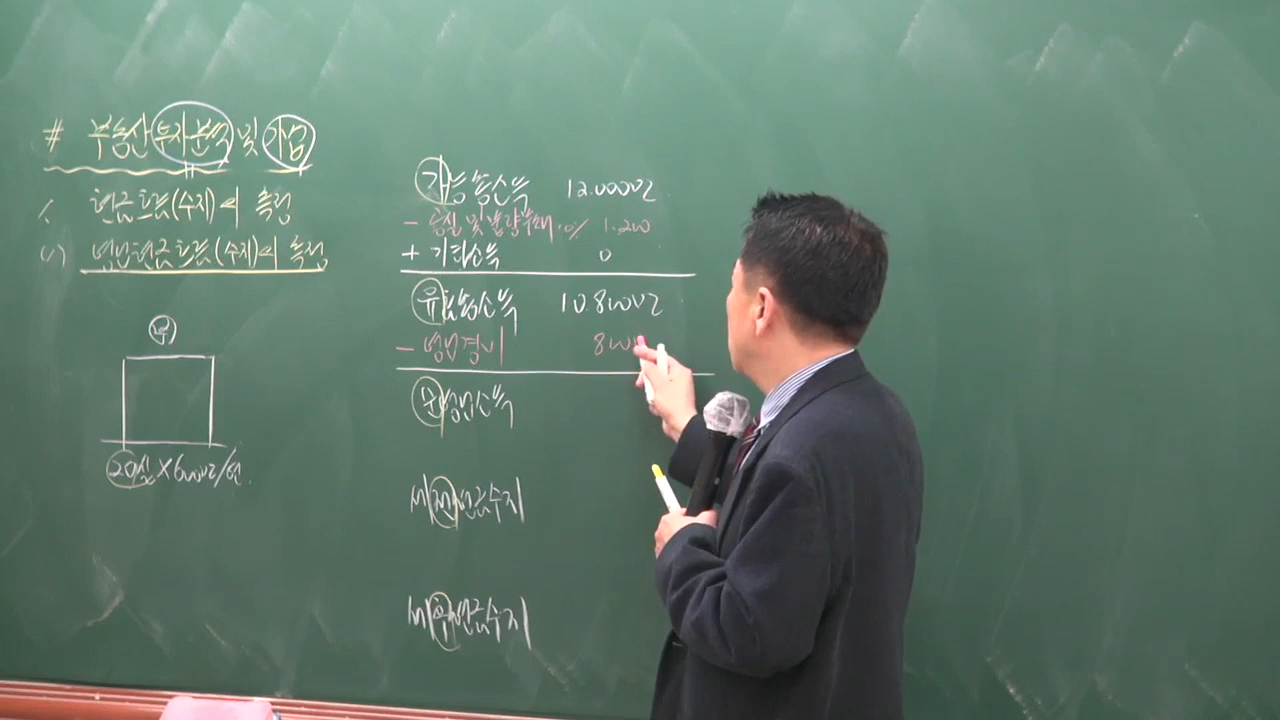 # 부동산 투자분석 및 기법
1. 현금흐름(수지)의 측정
(1) 영업현금흐름(수지)의 측정
20실 × 600만/년
가능총소득 12.000만
- 공실 및 불량부채 10% 1.200
+ 기타소득 0
유효총소득 10.800만
- 영업경비 800
순영업소득
세전현금수지
세후현금수지